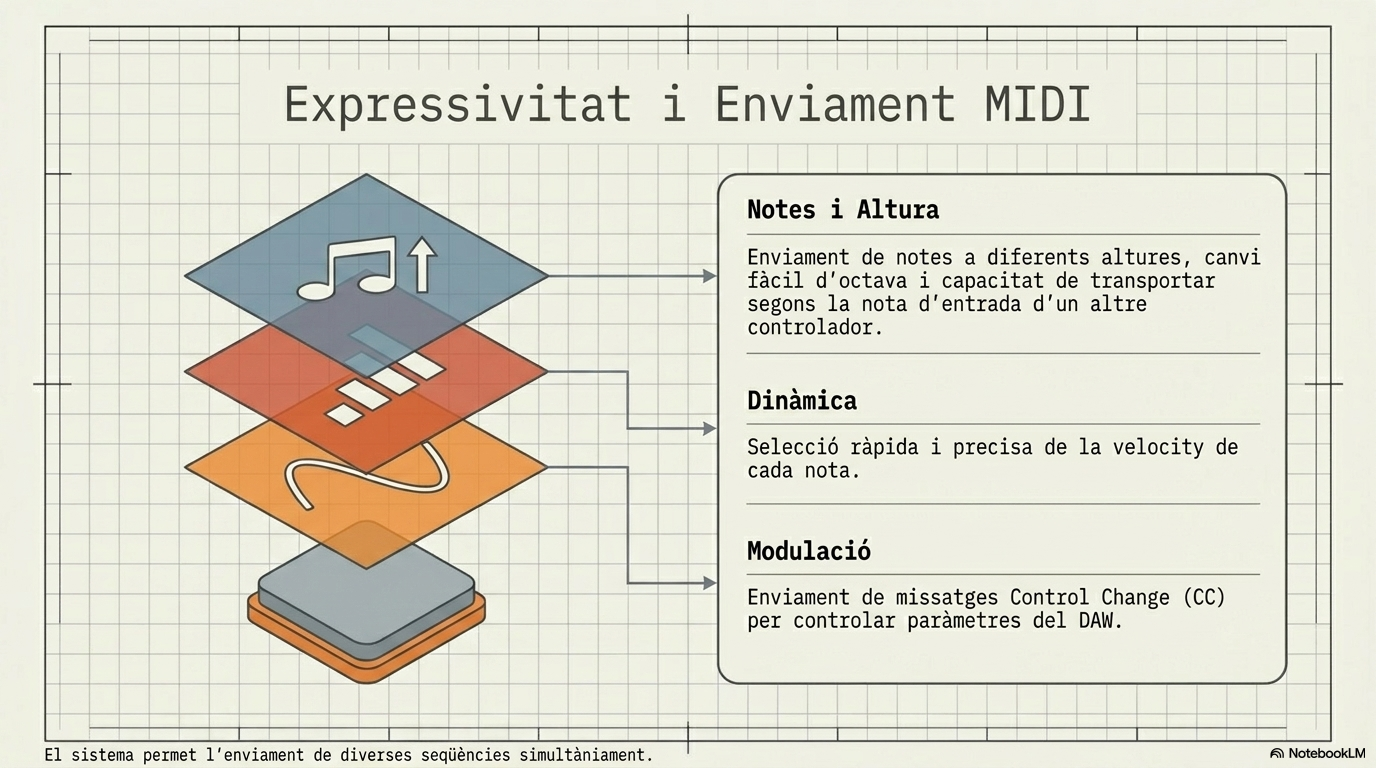 Expressivitat i Enviament MIDI
Notes i Altura
Enviament de notes a diferents altures, canvi
fàcil d’octava i capacitat de transportar
segons la nota d’entrada d’un altre
controlador.
Dinàmica
Selecció ràpida i precisa de la velocity de
cada nota.
Modulació
Enviament de missatges Control Change (CC)
per controlar paràmetres del DAW.
El sistema permet l’enviament de diverses seqüències simultàniament.
NotebookLM